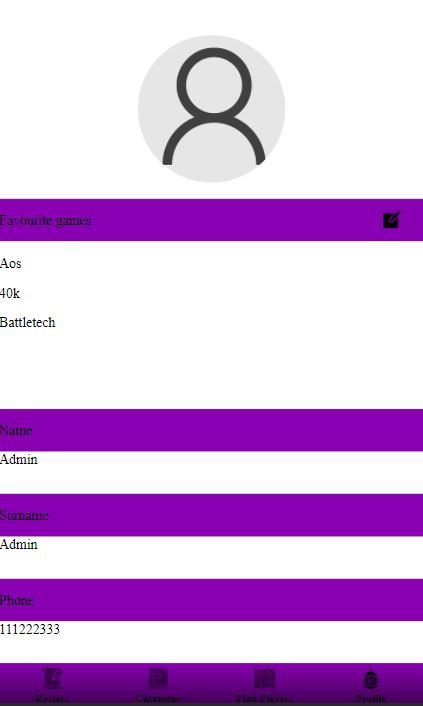 Favourite games
Aos
40k
Battletech
Name
Admin
Surname
Admin
Phone
111222333
Rosters Catalogue Find Players Profile